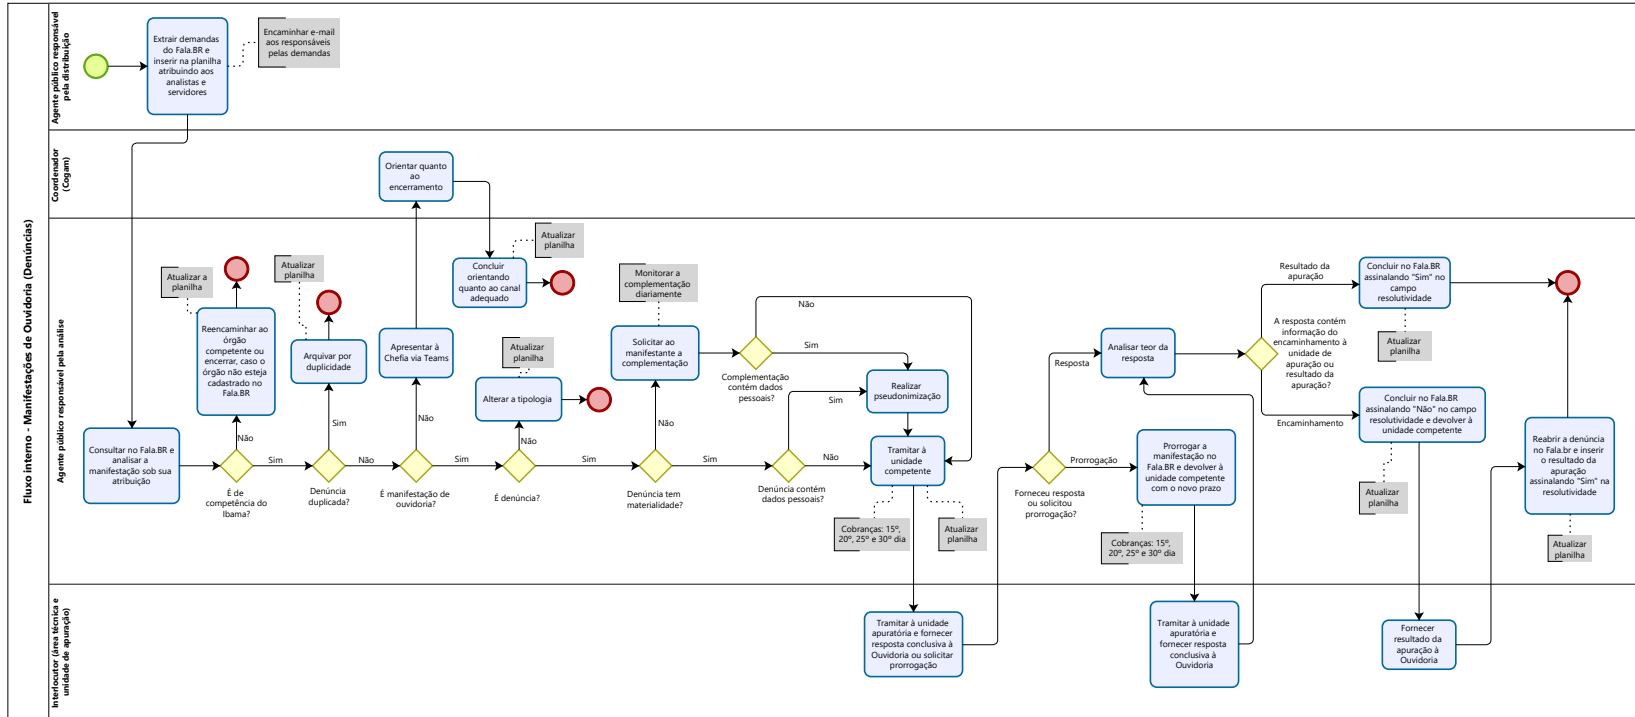 Fluxo interno - Manifestações de Ouvidoria (Denúncias)
Agente público responsável
pela distribuição
Extrair demandas
do Fala.BR e
inserir na planilha
atribuindo aos
analistas e
servidores
Encaminhar e-mail
aos responsáveis
pelas demandas
Coordenador
(Cogam)
Orientar quanto
ao
encerramento
Agente público responsável pela análise
Consultar no Fala.BR e
analisar a
manifestação sob sua
atribuição
É de
competência do
Ibama?
Não
Sim
Reencaminhar ao
órgão
competente ou
encerrar, caso o
órgão não esteja
cadastrado no
Fala.BR
Atualizar a
planilha
Denúncia
duplicada?
Sim
Não
Arquivar por
duplicidade
Atualizar
planilha
É manifestação de
ouvidoria?
Não
Sim
Apresentar à
Chefia via Teams
Concluir
orientando
quanto ao canal
adequado
Atualizar
planilha
É denúncia?
Não
Sim
Alterar a tipologia
Atualizar
planilha
Denúncia tem
materialidade?
Não
Sim
Solicitar ao
manifestante a
complementação
Monitorar a
complementação
diariamente
Complementação
contém dados
pessoais?
Não
Sim
Denúncia contém
dados pessoais?
Sim
Não
Realizar
pseudonimização
Tramitar à
unidade
competente
Cobranças: 15º,
20º, 25º e 30º dia
Atualizar
planilha
Forneceu resposta
ou solicitou
prorrogação?
Resposta
Prorrogação
Analisar teor da
resposta
Prorrogar a
manifestação no
Fala.BR e devolver à
unidade competente
com o novo prazo
Cobranças: 15º,
20º, 25º e 30º dia
A resposta contém
informação do
encaminhamento à
unidade de
apuração ou
resultado da
apuração?
Resultado da
apuração
Encaminhamento
Concluir no Fala.BR
assinalando "Sim" no
campo
resolutividade
Atualizar
planilha
Concluir no Fala.BR
assinalando "Não" no campo
resolutividade e devolver à
unidade competente
Atualizar
planilha
Reabrir a denúncia
no Fala.br e inserir
o resultado da
apuração
assinalando "Sim" na
resolutividade
Atualizar
planilha
Interlocutor (área técnica e
unidade de apuração)
Tramitar à unidade
apuratória e fornecer
resposta conclusiva à
Ouvidoria ou solicitar
prorrogação
Tramitar à unidade
apuratória e
fornecer resposta
conclusiva à
Ouvidoria
Fornecer
resultado da
apuração à
Ouvidoria